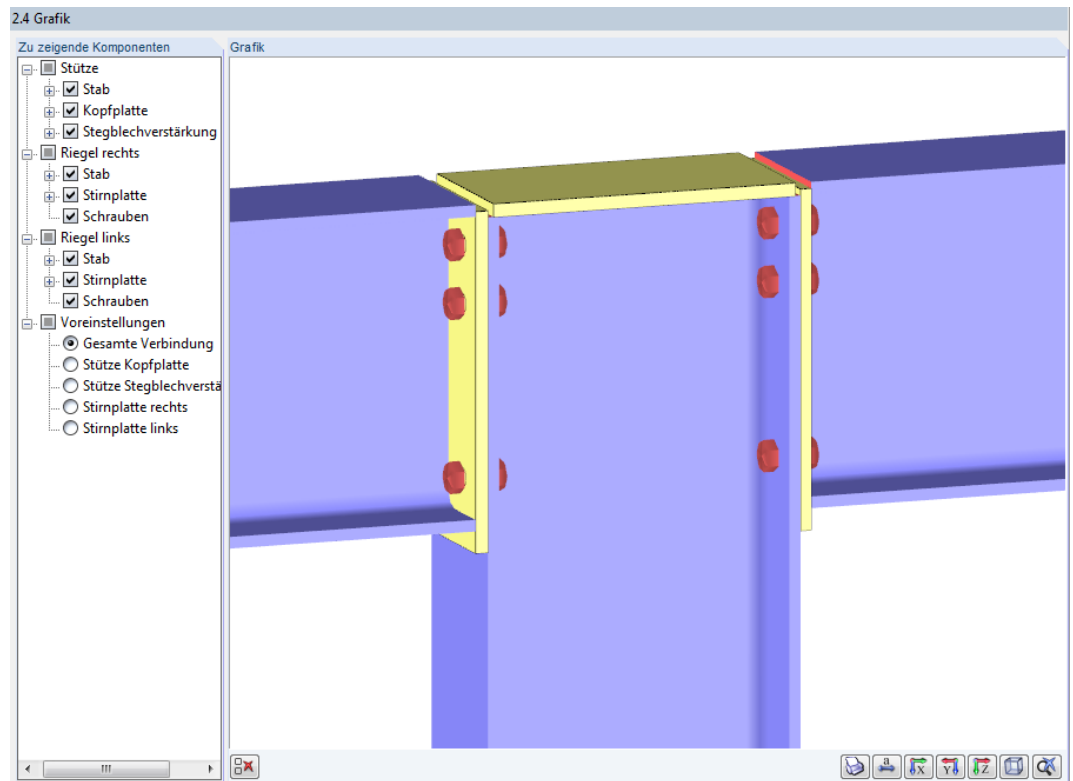 2.4 Grafik
Zu zeigende Komponenten
Stütze
Stab
Kopfplatte
Stegblechverstärkung
Riegel rechts
Stab
Stirnplatte
Schrauben
Riegel links
Stab
Stirnplatte
Schrauben
Voreinstellungen
Gesamte Verbindung
Stütze Kopfplatte
Stütze Stegblechverstä
Stirnplatte rechts
Stirnplatte links
Grafik
a
X
Y
Z